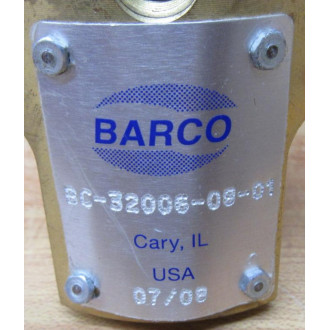 BARCO
BC-32006-08-01
Cary, IL
USA
07/08